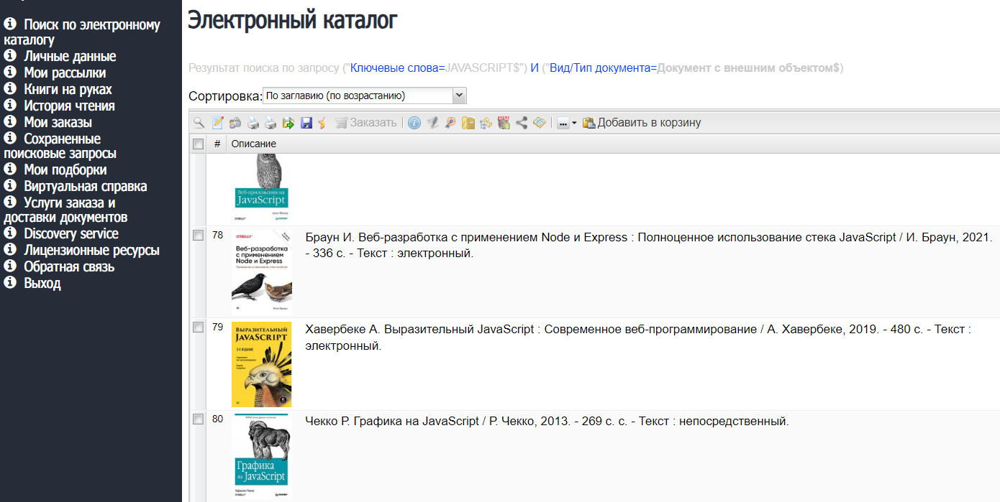 Поиск по электронному
каталогу
Личные данные
Мои рассылки
Книги на руках
История чтения
Мои заказы
Сохраненные
поисковые запросы
Мои подборки
Виртуальная справка
Услуги заказа и
доставки документов
Discovery service
Лицензионные ресурсы
Обратная связь
Выход
Электронный каталог
Результат поиска по запросу ("Ключевые слова=JAVASCRIPT$") И ("Вид/Тип документа=Документ с внешним объектом$)
Сортировка: По заглавию (по возрастанию)
Заказать ... Добавить в корзину
# Описание
Веб-приложения на
JavaScript
O'REILLY
78
Браун И. Веб-разработка с применением Node и Express : Полноценное использование стека JavaScript / И. Браун, 2021.
- 336 с. - Текст : электронный.
O'REILLY
Веб-разработка
с применением
Node и Express
79
Хавербеке А. Выразительный JavaScript : Современное веб-программирование / А. Хавербеке, 2019. - 480 с. - Текст :
электронный.
ВЫРАЗИТЕЛЬНЫЙ
JAVASCRIPT
3-Е ИЗДАНИЕ
80
Чекко Р. Графика на JavaScript / Р. Чекко, 2013. - 269 с. с. - Текст : непосредственный.
Графика
на JavaScript
O'REILLY